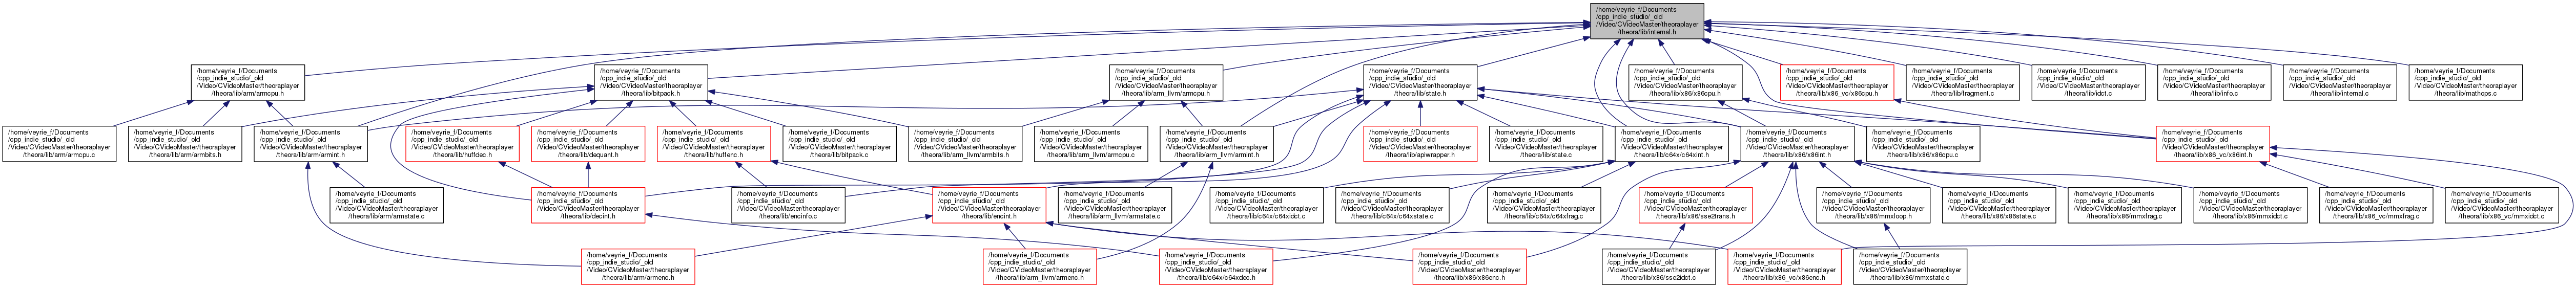 /home/veyrie_f/Documents
/cpp_indie_studio/_old
/Video/CVideoMaster/theoraplayer
/theora/lib/internal.h
/home/veyrie_f/Documents
/cpp_indie_studio/_old
/Video/CVideoMaster/theoraplayer
/theora/lib/arm/armcpu.h
/home/veyrie_f/Documents
/cpp_indie_studio/_old
/Video/CVideoMaster/theoraplayer
/theora/lib/bitpack.h
/home/veyrie_f/Documents
/cpp_indie_studio/_old
/Video/CVideoMaster/theoraplayer
/theora/lib/arm_llvm/armcpu.h
/home/veyrie_f/Documents
/cpp_indie_studio/_old
/Video/CVideoMaster/theoraplayer
/theora/lib/state.h
/home/veyrie_f/Documents
/cpp_indie_studio/_old
/Video/CVideoMaster/theoraplayer
/theora/lib/x86/x86cpu.h
/home/veyrie_f/Documents
/cpp_indie_studio/_old
/Video/CVideoMaster/theoraplayer
/theora/lib/x86_vc/x86cpu.h
/home/veyrie_f/Documents
/cpp_indie_studio/_old
/Video/CVideoMaster/theoraplayer
/theora/lib/fragment.c
/home/veyrie_f/Documents
/cpp_indie_studio/_old
/Video/CVideoMaster/theoraplayer
/theora/lib/idct.c
/home/veyrie_f/Documents
/cpp_indie_studio/_old
/Video/CVideoMaster/theoraplayer
/theora/lib/info.c
/home/veyrie_f/Documents
/cpp_indie_studio/_old
/Video/CVideoMaster/theoraplayer
/theora/lib/internal.c
/home/veyrie_f/Documents
/cpp_indie_studio/_old
/Video/CVideoMaster/theoraplayer
/theora/lib/mathops.c
/home/veyrie_f/Documents
/cpp_indie_studio/_old
/Video/CVideoMaster/theoraplayer
/theora/lib/arm/armcpu.c
/home/veyrie_f/Documents
/cpp_indie_studio/_old
/Video/CVideoMaster/theoraplayer
/theora/lib/arm/armbits.h
/home/veyrie_f/Documents
/cpp_indie_studio/_old
/Video/CVideoMaster/theoraplayer
/theora/lib/arm/armint.h
/home/veyrie_f/Documents
/cpp_indie_studio/_old
/Video/CVideoMaster/theoraplayer
/theora/lib/huffdec.h
/home/veyrie_f/Documents
/cpp_indie_studio/_old
/Video/CVideoMaster/theoraplayer
/theora/lib/dequant.h
/home/veyrie_f/Documents
/cpp_indie_studio/_old
/Video/CVideoMaster/theoraplayer
/theora/lib/huffenc.h
/home/veyrie_f/Documents
/cpp_indie_studio/_old
/Video/CVideoMaster/theoraplayer
/theora/lib/bitpack.c
/home/veyrie_f/Documents
/cpp_indie_studio/_old
/Video/CVideoMaster/theoraplayer
/theora/lib/arm_llvm/armbits.h
/home/veyrie_f/Documents
/cpp_indie_studio/_old
/Video/CVideoMaster/theoraplayer
/theora/lib/arm_llvm/armcpu.c
/home/veyrie_f/Documents
/cpp_indie_studio/_old
/Video/CVideoMaster/theoraplayer
/theora/lib/arm_llvm/armint.h
/home/veyrie_f/Documents
/cpp_indie_studio/_old
/Video/CVideoMaster/theoraplayer
/theora/lib/apiwrapper.h
/home/veyrie_f/Documents
/cpp_indie_studio/_old
/Video/CVideoMaster/theoraplayer
/theora/lib/state.c
/home/veyrie_f/Documents
/cpp_indie_studio/_old
/Video/CVideoMaster/theoraplayer
/theora/lib/c64x/c64xint.h
/home/veyrie_f/Documents
/cpp_indie_studio/_old
/Video/CVideoMaster/theoraplayer
/theora/lib/x86/x86int.h
/home/veyrie_f/Documents
/cpp_indie_studio/_old
/Video/CVideoMaster/theoraplayer
/theora/lib/x86/x86cpu.c
/home/veyrie_f/Documents
/cpp_indie_studio/_old
/Video/CVideoMaster/theoraplayer
/theora/lib/x86_vc/x86int.h
/home/veyrie_f/Documents
/cpp_indie_studio/_old
/Video/CVideoMaster/theoraplayer
/theora/lib/arm/armstate.c
/home/veyrie_f/Documents
/cpp_indie_studio/_old
/Video/CVideoMaster/theoraplayer
/theora/lib/decint.h
/home/veyrie_f/Documents
/cpp_indie_studio/_old
/Video/CVideoMaster/theoraplayer
/theora/lib/encinfo.c
/home/veyrie_f/Documents
/cpp_indie_studio/_old
/Video/CVideoMaster/theoraplayer
/theora/lib/encint.h
/home/veyrie_f/Documents
/cpp_indie_studio/_old
/Video/CVideoMaster/theoraplayer
/theora/lib/arm_llvm/armstate.c
/home/veyrie_f/Documents
/cpp_indie_studio/_old
/Video/CVideoMaster/theoraplayer
/theora/lib/c64x/c64xidct.c
/home/veyrie_f/Documents
/cpp_indie_studio/_old
/Video/CVideoMaster/theoraplayer
/theora/lib/c64x/c64xstate.c
/home/veyrie_f/Documents
/cpp_indie_studio/_old
/Video/CVideoMaster/theoraplayer
/theora/lib/c64x/c64xfrag.c
/home/veyrie_f/Documents
/cpp_indie_studio/_old
/Video/CVideoMaster/theoraplayer
/theora/lib/x86/sse2trans.h
/home/veyrie_f/Documents
/cpp_indie_studio/_old
/Video/CVideoMaster/theoraplayer
/theora/lib/x86/mmxloop.h
/home/veyrie_f/Documents
/cpp_indie_studio/_old
/Video/CVideoMaster/theoraplayer
/theora/lib/x86/x86state.c
/home/veyrie_f/Documents
/cpp_indie_studio/_old
/Video/CVideoMaster/theoraplayer
/theora/lib/x86/mmxfrag.c
/home/veyrie_f/Documents
/cpp_indie_studio/_old
/Video/CVideoMaster/theoraplayer
/theora/lib/x86/mmxidct.c
/home/veyrie_f/Documents
/cpp_indie_studio/_old
/Video/CVideoMaster/theoraplayer
/theora/lib/x86_vc/mmxfrag.c
/home/veyrie_f/Documents
/cpp_indie_studio/_old
/Video/CVideoMaster/theoraplayer
/theora/lib/x86_vc/mmxidct.c
/home/veyrie_f/Documents
/cpp_indie_studio/_old
/Video/CVideoMaster/theoraplayer
/theora/lib/arm/armenc.h
/home/veyrie_f/Documents
/cpp_indie_studio/_old
/Video/CVideoMaster/theoraplayer
/theora/lib/arm_llvm/armenc.h
/home/veyrie_f/Documents
/cpp_indie_studio/_old
/Video/CVideoMaster/theoraplayer
/theora/lib/c64x/c64xdec.h
/home/veyrie_f/Documents
/cpp_indie_studio/_old
/Video/CVideoMaster/theoraplayer
/theora/lib/x86/x86enc.h
/home/veyrie_f/Documents
/cpp_indie_studio/_old
/Video/CVideoMaster/theoraplayer
/theora/lib/x86/sse2idct.c
/home/veyrie_f/Documents
/cpp_indie_studio/_old
/Video/CVideoMaster/theoraplayer
/theora/lib/x86_vc/x86enc.h
/home/veyrie_f/Documents
/cpp_indie_studio/_old
/Video/CVideoMaster/theoraplayer
/theora/lib/x86/mmxstate.c